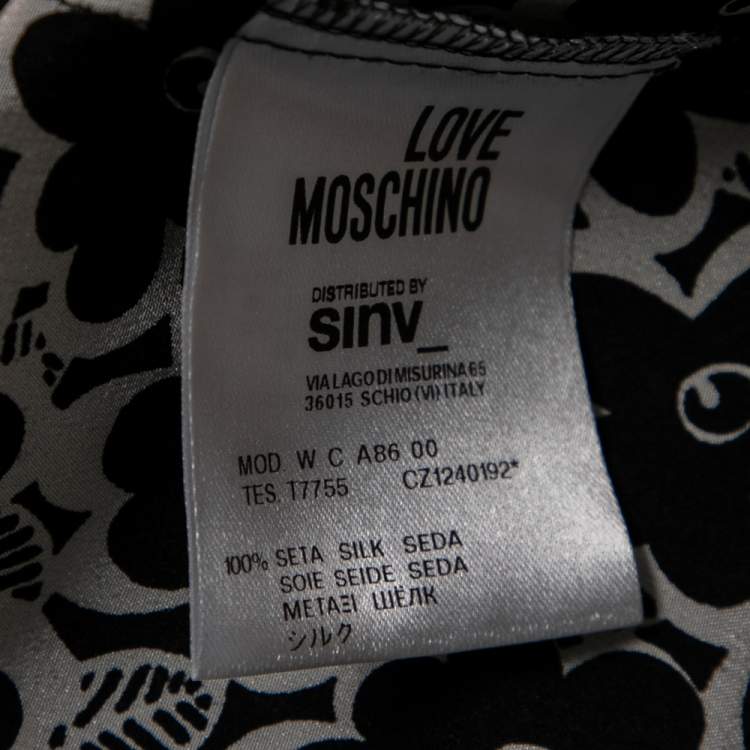 LOVE
MOSCHINO
DISTRIBUTED BY
sinv_
VIA LAGO DI MISURINA 65
36015 SCHIO (VI) ITALY
MOD. W C A86 00
TES. T7755 CZ1240192*
100% SETA SILK SEDA
SOIE SEIDE SEDA
ΜΕΤΑΞΙ ШЁЛК
シルク